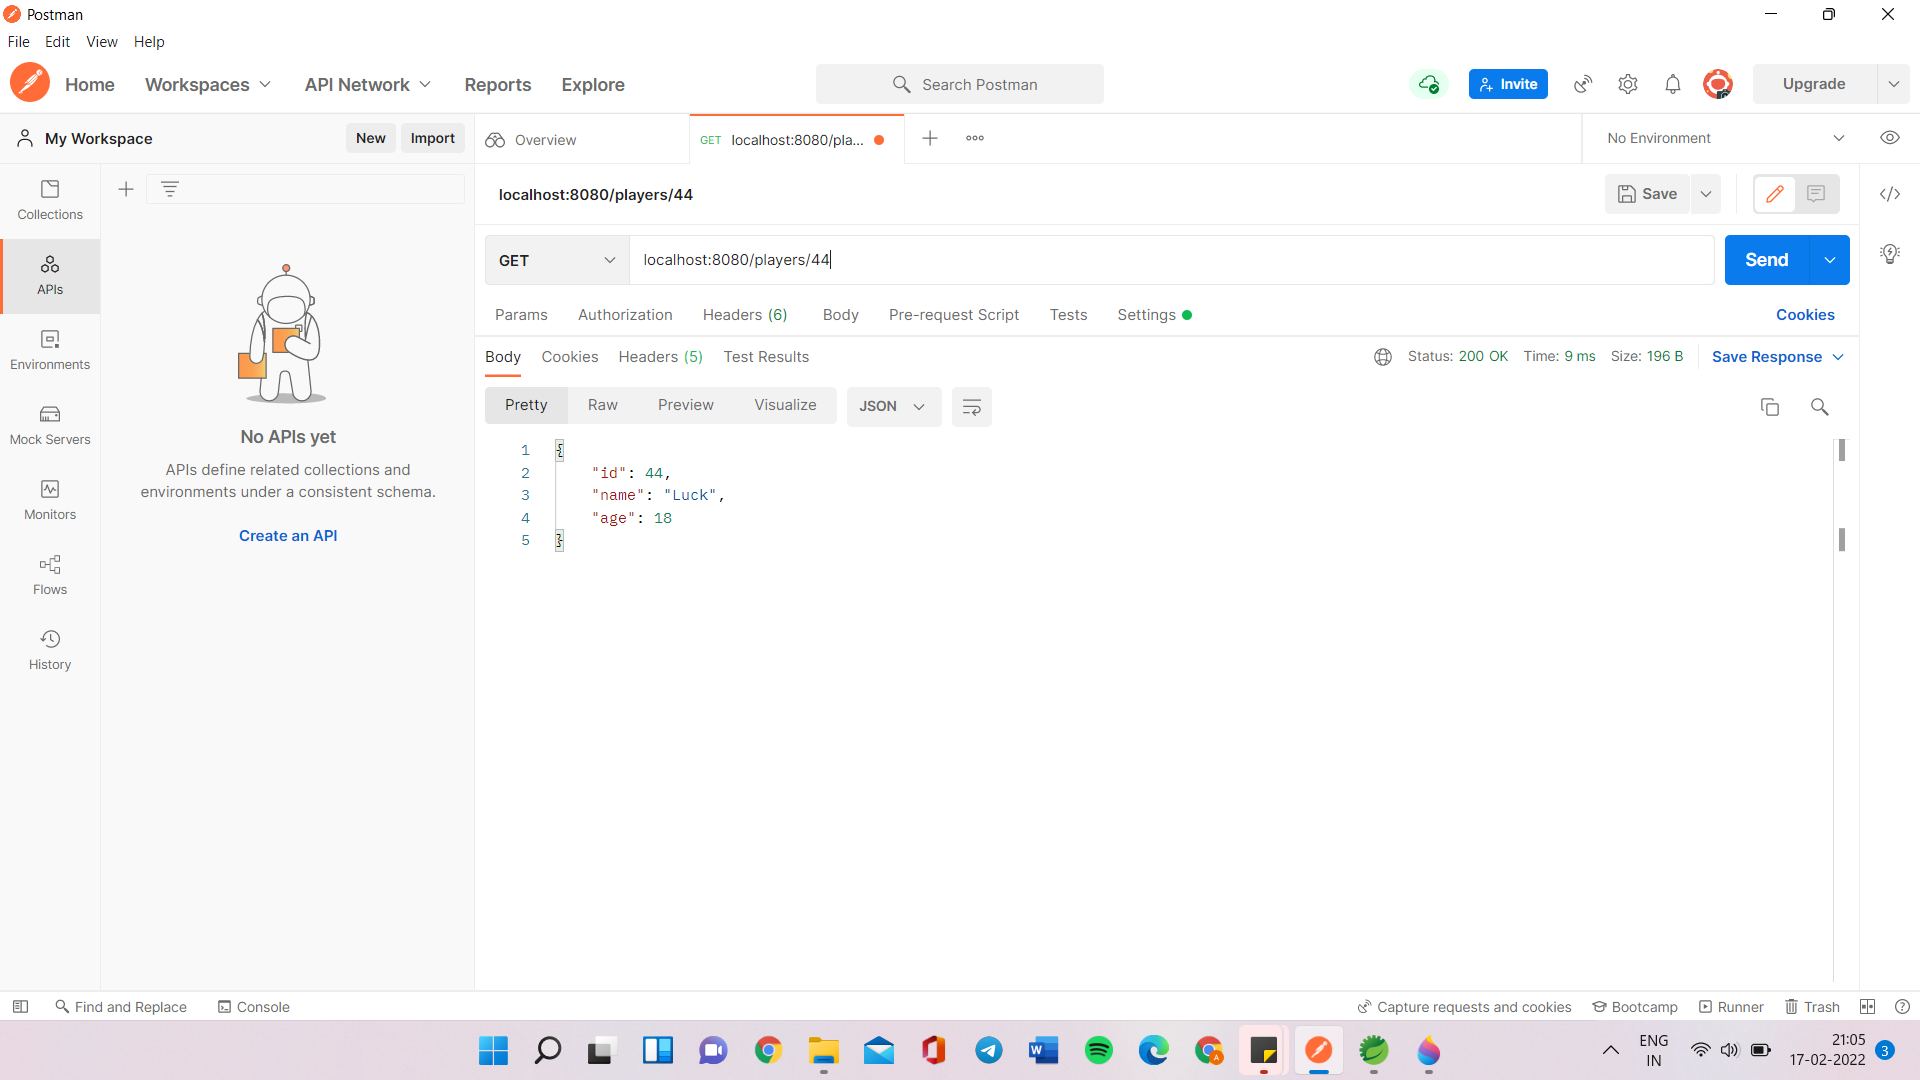 Postman
File Edit View Help
Home Workspaces API Network Reports Explore Search Postman Invite Upgrade
My Workspace New Import Overview GET localhost:8080/pla... No Environment
localhost:8080/players/44 Save
GET localhost:8080/players/44 Send
Params Authorization Headers (6) Body Pre-request Script Tests Settings Cookies
Body Cookies Headers (5) Test Results Status: 200 OK Time: 9 ms Size: 196 B Save Response
Pretty Raw Preview Visualize JSON
1 {
2 "id": 44,
3 "name": "Luck",
4 "age": 18
5 }
Collections
APIs
Environments
Mock Servers
Monitors
Flows
History
No APIs yet
APIs define related collections and
environments under a consistent schema.
Create an API
Find and Replace Console Capture requests and cookies Bootcamp Runner Trash
ENG
IN
21:05
17-02-2022
3